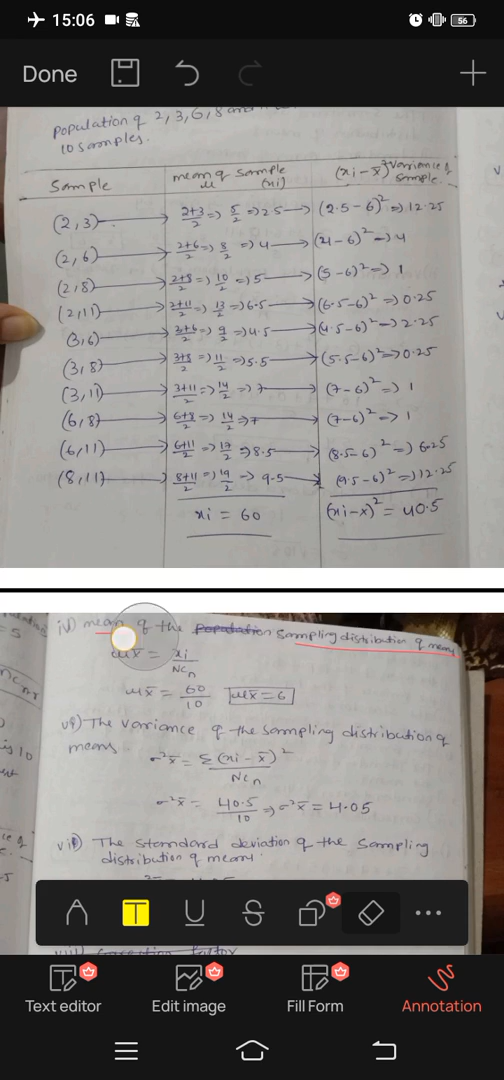 15:06
56
Done
Population of 2, 3, 6, 8 and
10 samples.
Sample
mean of sample
μ (xi)
(xi - x̄)² Variance of
sample.
(2,3) → 2+3/2 => 5/2 => 2.5 → (2.5-6)² => 12.25
(2,6) → 2+6/2 => 8/2 => 4 → (4-6)² → 4
(2,8) → 2+8/2 => 10/2 => 5 → (5-6)² => 1
(2,11) → 2+11/2 => 13/2 => 6.5 → (6.5-6)² => 0.25
(3,6) → 3+6/2 => 9/2 => 4.5 → (4.5-6)² → 2.25
(3,8) → 3+8/2 => 11/2 => 5.5 → (5.5-6)² => 0.25
(3,11) → 3+11/2 => 14/2 => 7 → (7-6)² => 1
(6,8) → 6+8/2 => 14/2 => 7 → (7-6)² => 1
(6,11) → 6+11/2 => 17/2 => 8.5 → (8.5-6)² => 6.25
(8,11) → 8+11/2 => 19/2 => 9.5 → (9.5-6)² => 12.25
xi = 60
(xi-x)² = 40.5
= 5
iv) mean of the population sampling distribution of mean
μx̄ = xi/NCn
μx̄ = 60/10 μx̄ = 6
The variance of the sampling distribution of
means
σ²x̄ = Σ(xi - x̄)²/NCn
σ²x̄ = 40.5/10 => σ²x̄ = 4.05
The standard deviation of the sampling
distribution of mean.
factor
Text editor
Edit image
Fill Form
Annotation